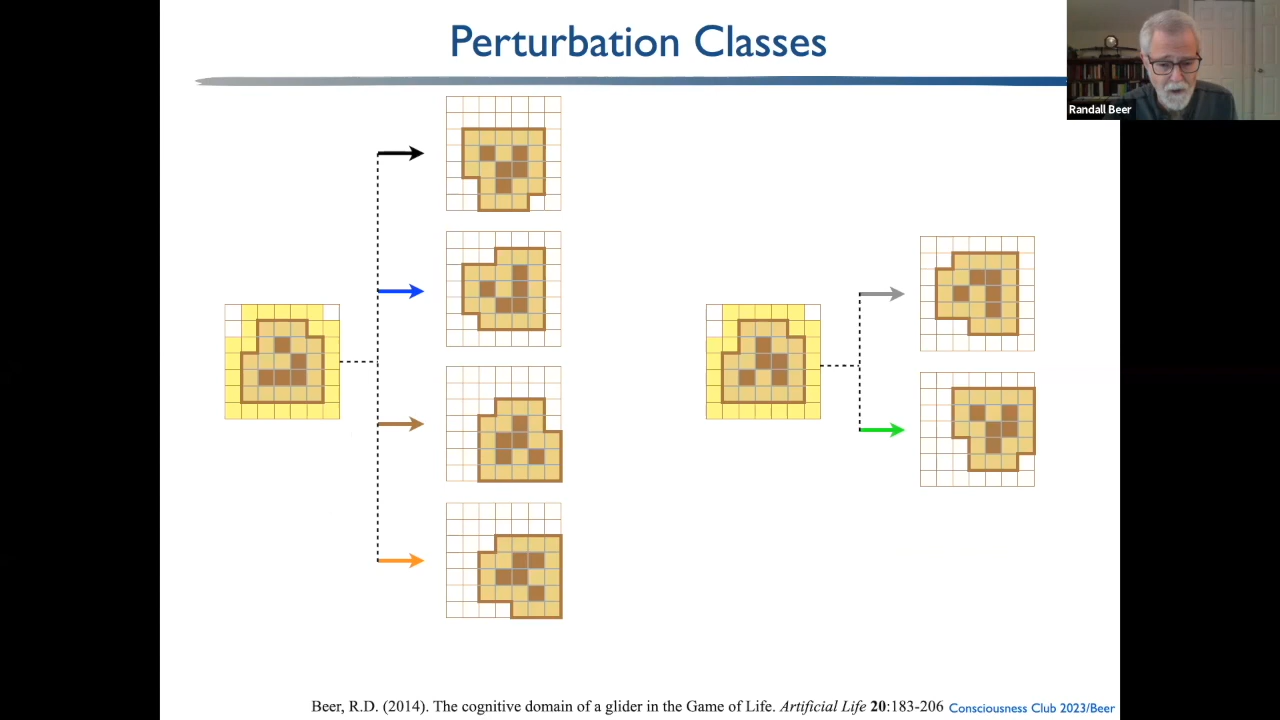 Perturbation Classes
Randall Beer
Beer, R.D. (2014). The cognitive domain of a glider in the Game of Life. Artificial Life 20:183-206
Consciousness Club 2023/Beer